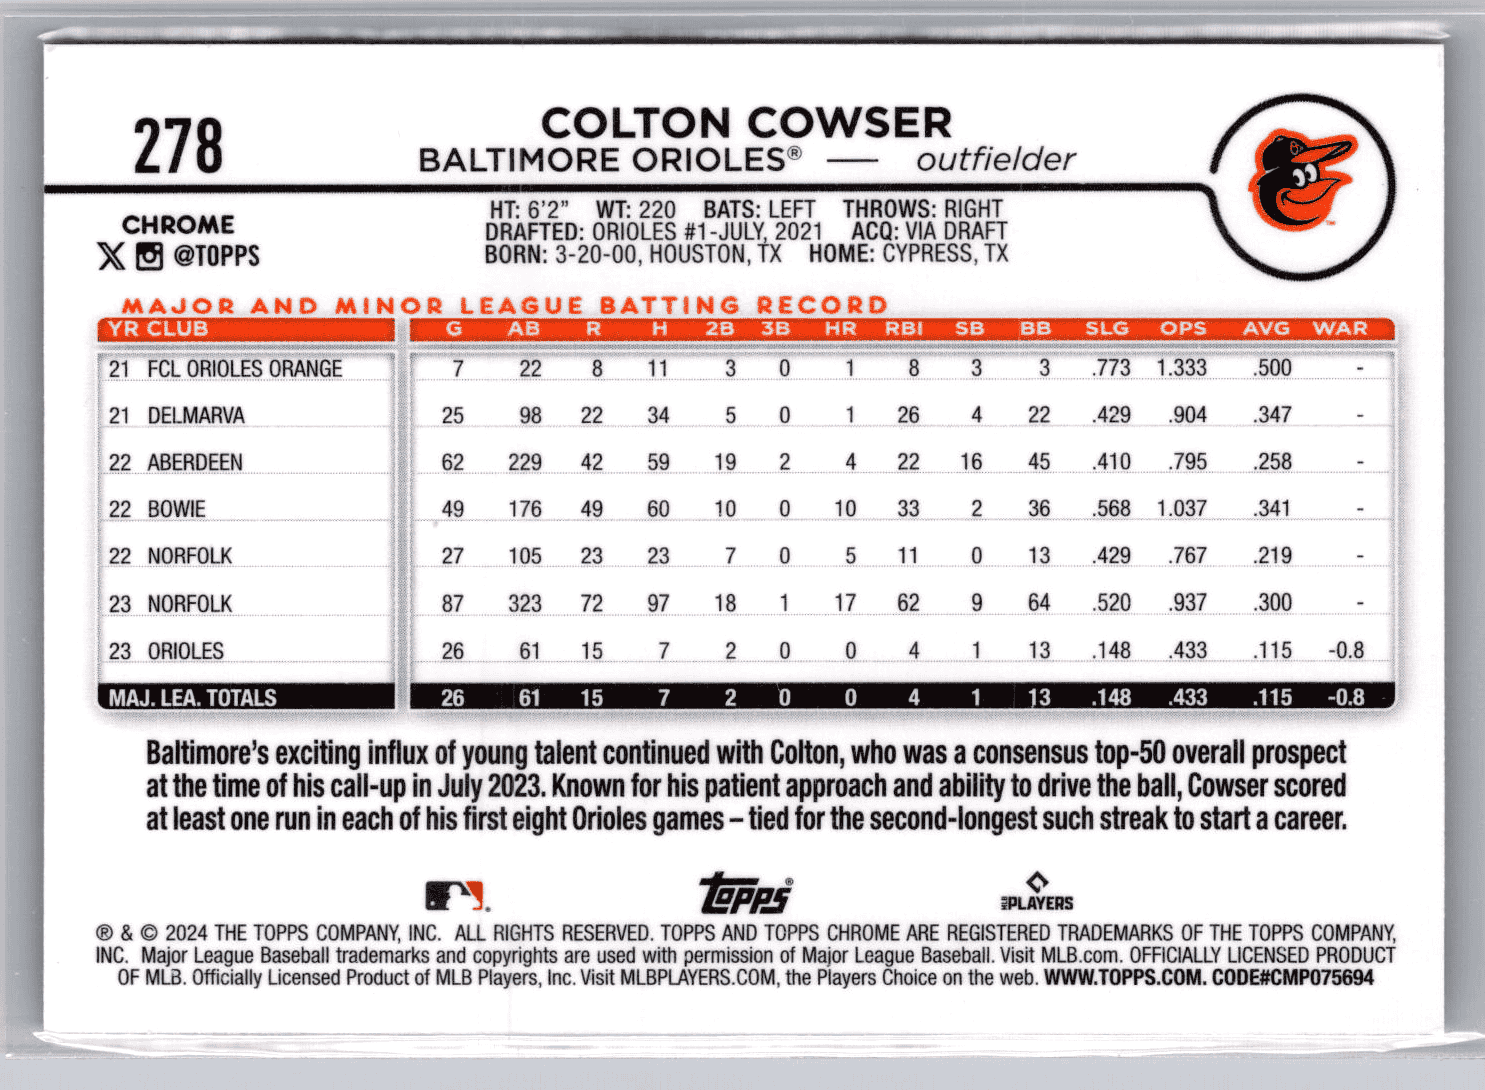 278
COLTON COWSER
BALTIMORE ORIOLES® — outfielder
CHROME
@TOPPS
HT: 6'2" WT: 220 BATS: LEFT THROWS: RIGHT
DRAFTED: ORIOLES #1-JULY, 2021 ACQ: VIA DRAFT
BORN: 3-20-00, HOUSTON, TX HOME: CYPRESS, TX
MAJOR AND MINOR LEAGUE BATTING RECORD
YR CLUB G AB R H 2B 3B HR RBI SB BB SLG OPS AVG WAR
21 FCL ORIOLES ORANGE 7 22 8 11 3 0 1 8 3 3 .773 1.333 .500 -
21 DELMARVA 25 98 22 34 5 0 1 26 4 22 .429 .904 .347 -
22 ABERDEEN 62 229 42 59 19 2 4 22 16 45 .410 .795 .258 -
22 BOWIE 49 176 49 60 10 0 10 33 2 36 .568 1.037 .341 -
22 NORFOLK 27 105 23 23 7 0 5 11 0 13 .429 .767 .219 -
23 NORFOLK 87 323 72 97 18 1 17 62 9 64 .520 .937 .300 -
23 ORIOLES 26 61 15 7 2 0 0 4 1 13 .148 .433 .115 -0.8
MAJ. LEA. TOTALS 26 61 15 7 2 0 0 4 1 13 .148 .433 .115 -0.8
Baltimore's exciting influx of young talent continued with Colton, who was a consensus top-50 overall prospect
at the time of his call-up in July 2023. Known for his patient approach and ability to drive the ball, Cowser scored
at least one run in each of his first eight Orioles games – tied for the second-longest such streak to start a career.
Topps®
MLB PLAYERS
® & © 2024 THE TOPPS COMPANY, INC. ALL RIGHTS RESERVED. TOPPS AND TOPPS CHROME ARE REGISTERED TRADEMARKS OF THE TOPPS COMPANY,
INC. Major League Baseball trademarks and copyrights are used with permission of Major League Baseball. Visit MLB.com. OFFICIALLY LICENSED PRODUCT
OF MLB. Officially Licensed Product of MLB Players, Inc. Visit MLBPLAYERS.COM, the Players Choice on the web. WWW.TOPPS.COM. CODE#CMP075694